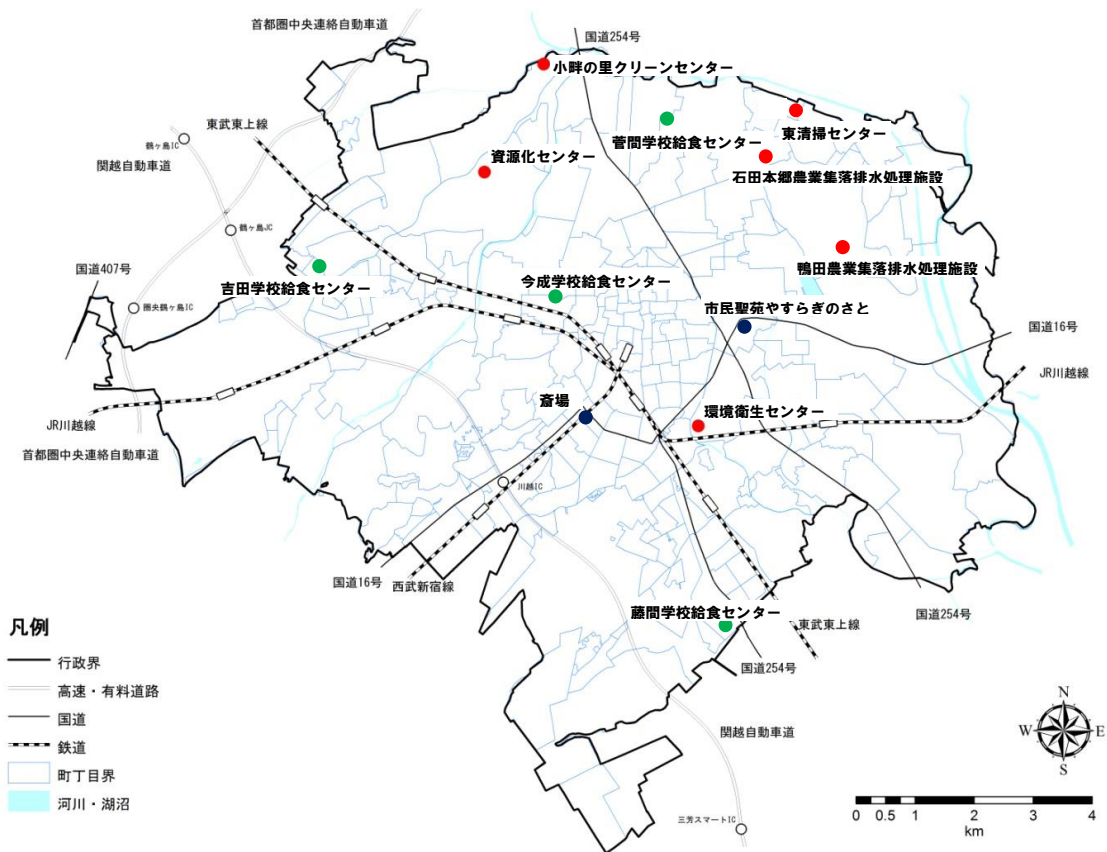 首都圏中央連絡自動車道
国道254号
小畔の里クリーンセンター
東武東上線
鶴ヶ島IC
関越自動車道
東清掃センター
菅間学校給食センター
資源化センター
石田本郷農業集落排水処理施設
鶴ヶ島JC
国道407号
鴨田農業集落排水処理施設
吉田学校給食センター
今成学校給食センター
圏央鶴ヶ島IC
市民聖苑やすらぎのさと
国道16号
JR川越線
斎場
環境衛生センター
JR川越線
首都圏中央連絡自動車道
川越IC
国道16号
西武新宿線
国道254号
藤間学校給食センター
東武東上線
国道254号
関越自動車道
三芳スマートIC
凡例
行政界
高速・有料道路
国道
鉄道
町丁目界
河川・湖沼
N
W
E
S
0 0.5 1 2 3 4
km